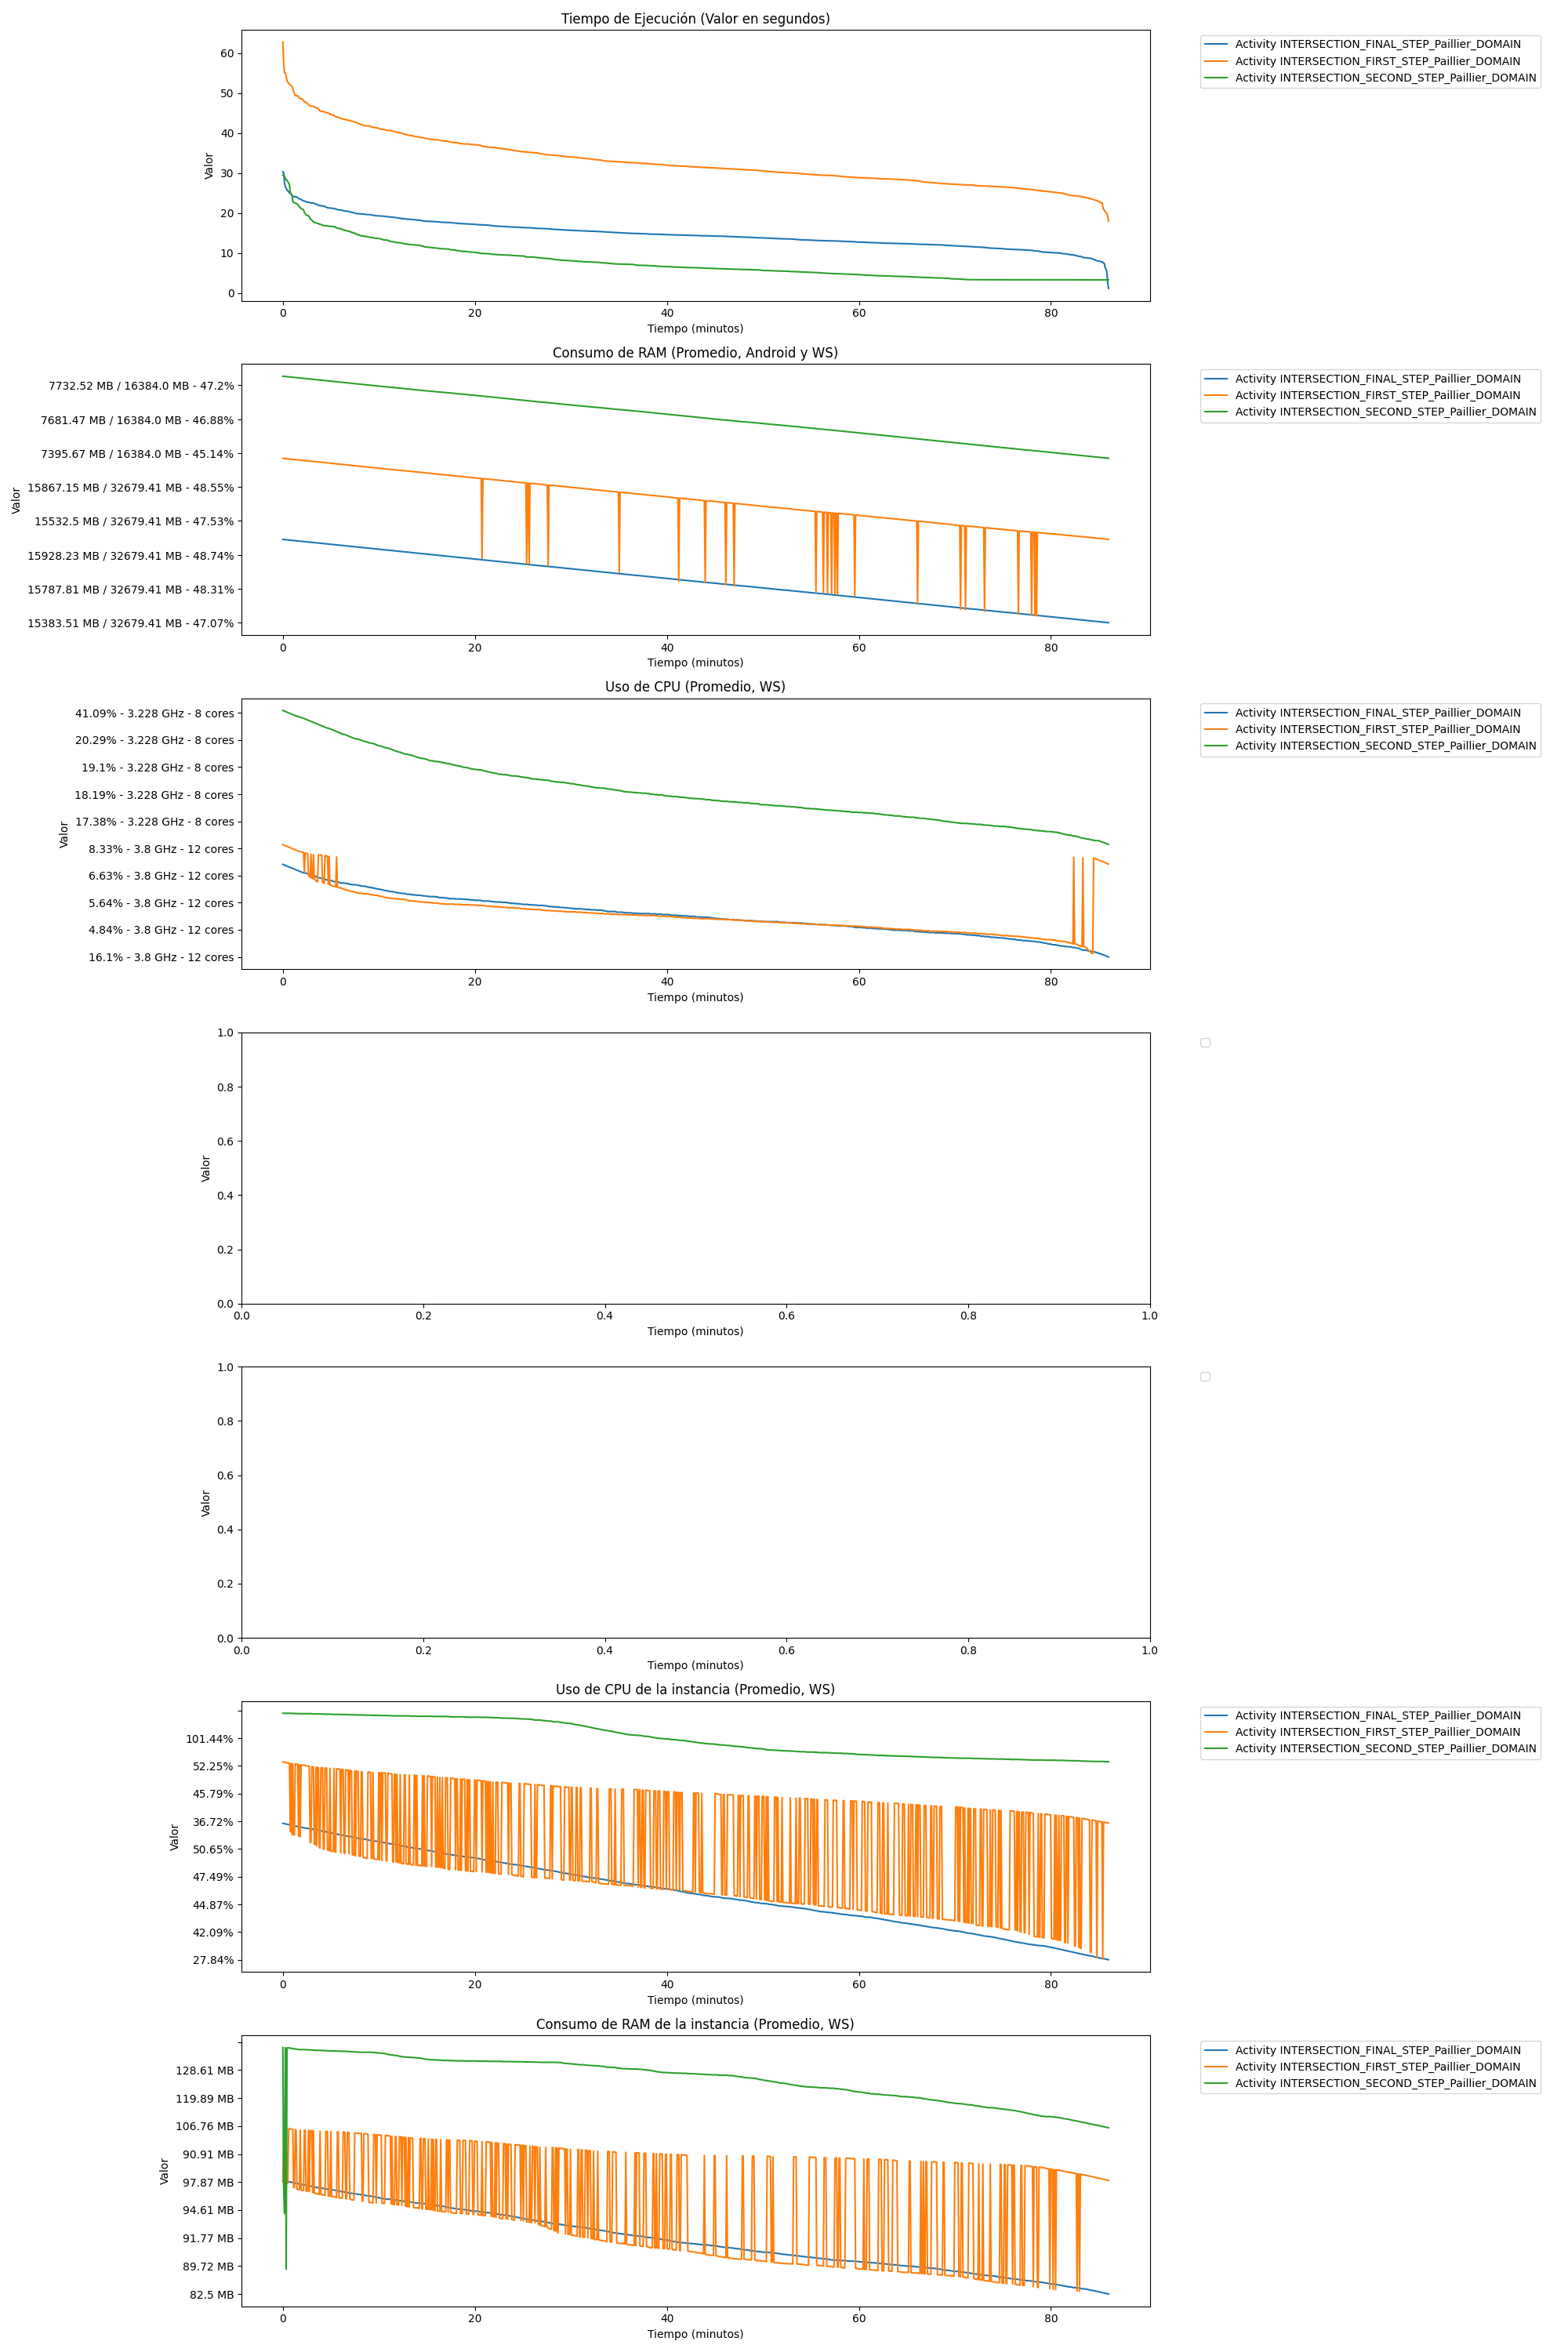 Tiempo de Ejecución (Valor en segundos)
Valor
60
50
40
30
20
10
0
0 20 40 60 80
Tiempo (minutos)
Activity INTERSECTION_FINAL_STEP_Paillier_DOMAIN
Activity INTERSECTION_FIRST_STEP_Paillier_DOMAIN
Activity INTERSECTION_SECOND_STEP_Paillier_DOMAIN
Consumo de RAM (Promedio, Android y WS)
Valor
7732.52 MB / 16384.0 MB - 47.2%
7681.47 MB / 16384.0 MB - 46.88%
7395.67 MB / 16384.0 MB - 45.14%
15867.15 MB / 32679.41 MB - 48.55%
15532.5 MB / 32679.41 MB - 47.53%
15928.23 MB / 32679.41 MB - 48.74%
15787.81 MB / 32679.41 MB - 48.31%
15383.51 MB / 32679.41 MB - 47.07%
0 20 40 60 80
Tiempo (minutos)
Activity INTERSECTION_FINAL_STEP_Paillier_DOMAIN
Activity INTERSECTION_FIRST_STEP_Paillier_DOMAIN
Activity INTERSECTION_SECOND_STEP_Paillier_DOMAIN
Uso de CPU (Promedio, WS)
Valor
41.09% - 3.228 GHz - 8 cores
20.29% - 3.228 GHz - 8 cores
19.1% - 3.228 GHz - 8 cores
18.19% - 3.228 GHz - 8 cores
17.38% - 3.228 GHz - 8 cores
8.33% - 3.8 GHz - 12 cores
6.63% - 3.8 GHz - 12 cores
5.64% - 3.8 GHz - 12 cores
4.84% - 3.8 GHz - 12 cores
16.1% - 3.8 GHz - 12 cores
0 20 40 60 80
Tiempo (minutos)
Activity INTERSECTION_FINAL_STEP_Paillier_DOMAIN
Activity INTERSECTION_FIRST_STEP_Paillier_DOMAIN
Activity INTERSECTION_SECOND_STEP_Paillier_DOMAIN
Valor
1.0
0.8
0.6
0.4
0.2
0.0
0.0 0.2 0.4 0.6 0.8 1.0
Tiempo (minutos)
Valor
1.0
0.8
0.6
0.4
0.2
0.0
0.0 0.2 0.4 0.6 0.8 1.0
Tiempo (minutos)
Uso de CPU de la instancia (Promedio, WS)
Valor
101.44%
52.25%
45.79%
36.72%
50.65%
47.49%
44.87%
42.09%
27.84%
0 20 40 60 80
Tiempo (minutos)
Activity INTERSECTION_FINAL_STEP_Paillier_DOMAIN
Activity INTERSECTION_FIRST_STEP_Paillier_DOMAIN
Activity INTERSECTION_SECOND_STEP_Paillier_DOMAIN
Consumo de RAM de la instancia (Promedio, WS)
Valor
128.61 MB
119.89 MB
106.76 MB
90.91 MB
97.87 MB
94.61 MB
91.77 MB
89.72 MB
82.5 MB
0 20 40 60 80
Tiempo (minutos)
Activity INTERSECTION_FINAL_STEP_Paillier_DOMAIN
Activity INTERSECTION_FIRST_STEP_Paillier_DOMAIN
Activity INTERSECTION_SECOND_STEP_Paillier_DOMAIN